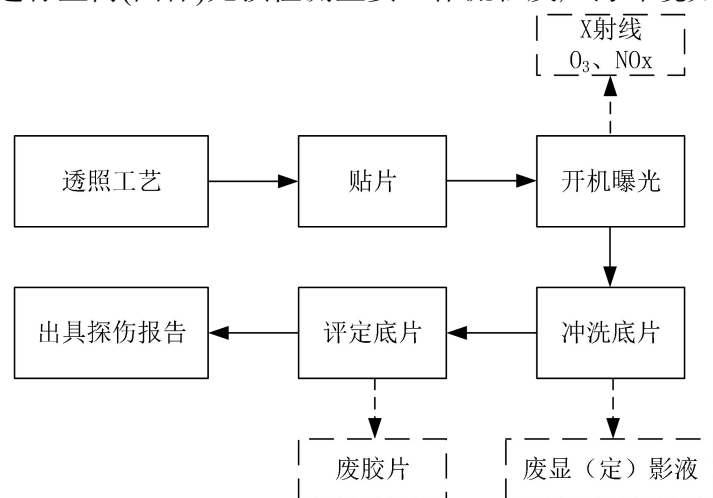 X射线
O₃、NOx
透照工艺
贴片
开机曝光
出具探伤报告
评定底片
冲洗底片
废胶片
废显（定）影液